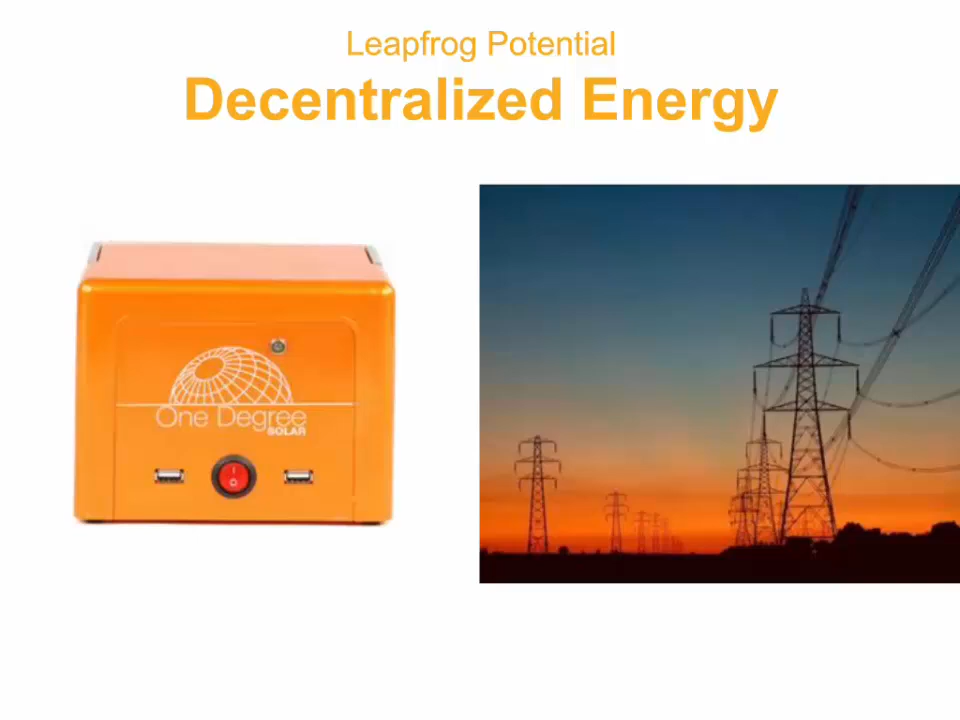 Leapfrog Potential
Decentralized Energy
One Degree
SOLAR